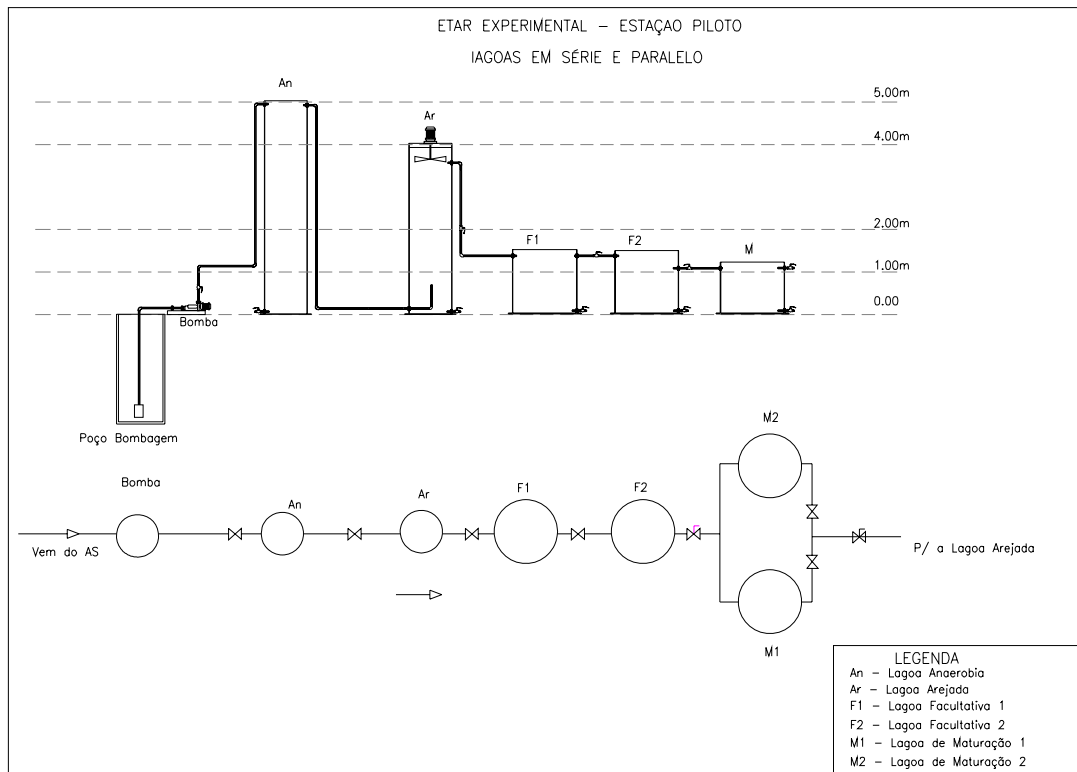 ETAR EXPERIMENTAL – ESTAÇAO PILOTO
lAGOAS EM SÉRIE E PARALELO
An
5.00m
Ar
4.00m
2.00m
F1
F2
M
1.00m
0.00
Bomba
Poço Bombagem
Bomba
An
Ar
F1
F2
M2
Vem do AS
P/ a Lagoa Arejada
M1
LEGENDA
An – Lagoa Anaerobia
Ar – Lagoa Arejada
F1 – Lagoa Facultativa 1
F2 – Lagoa Facultativa 2
M1 – Lagoa de Maturação 1
M2 – Lagoa de Maturação 2